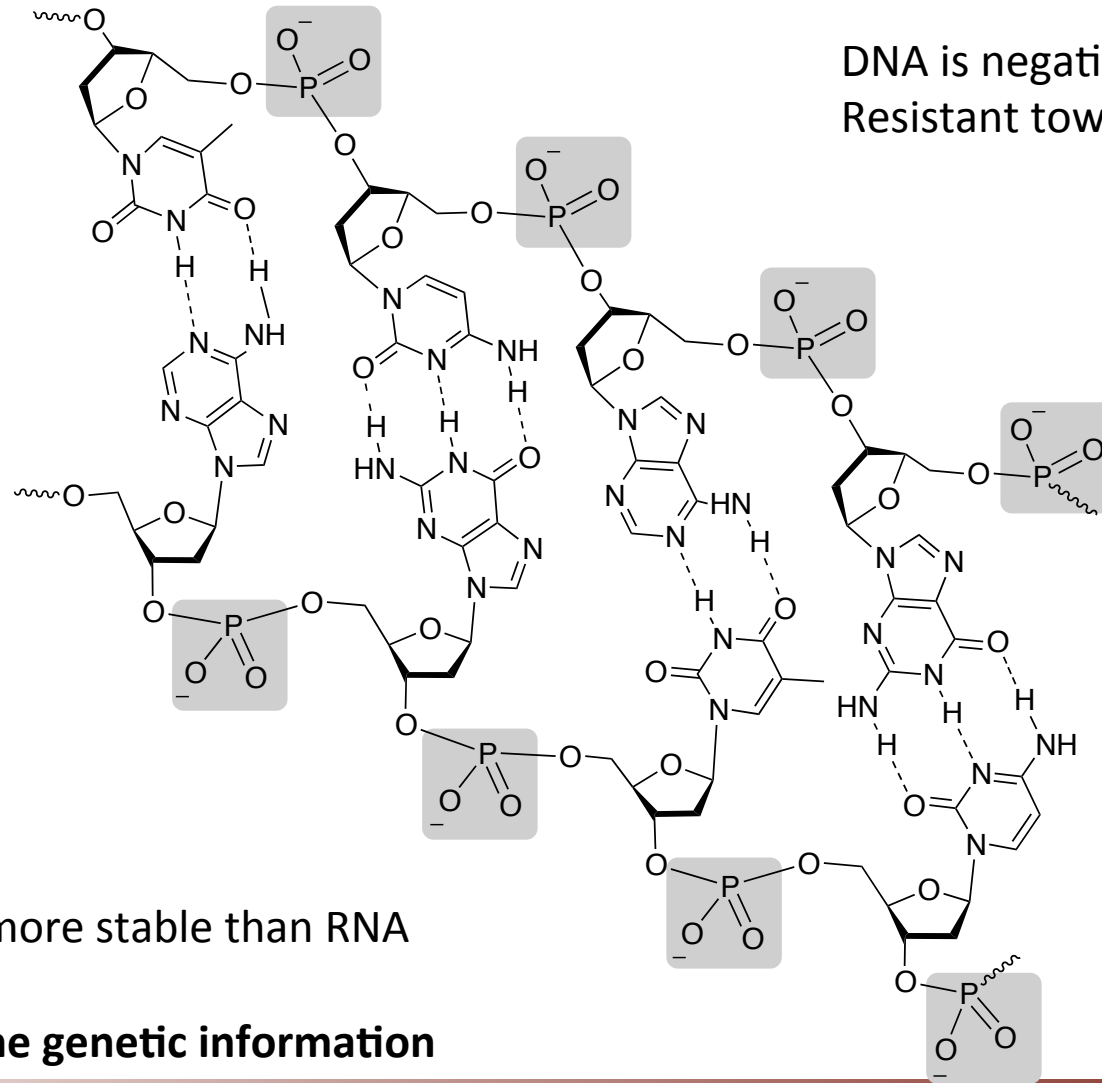 DNA is negati
Resistant tow
more stable than RNA
he genetic information